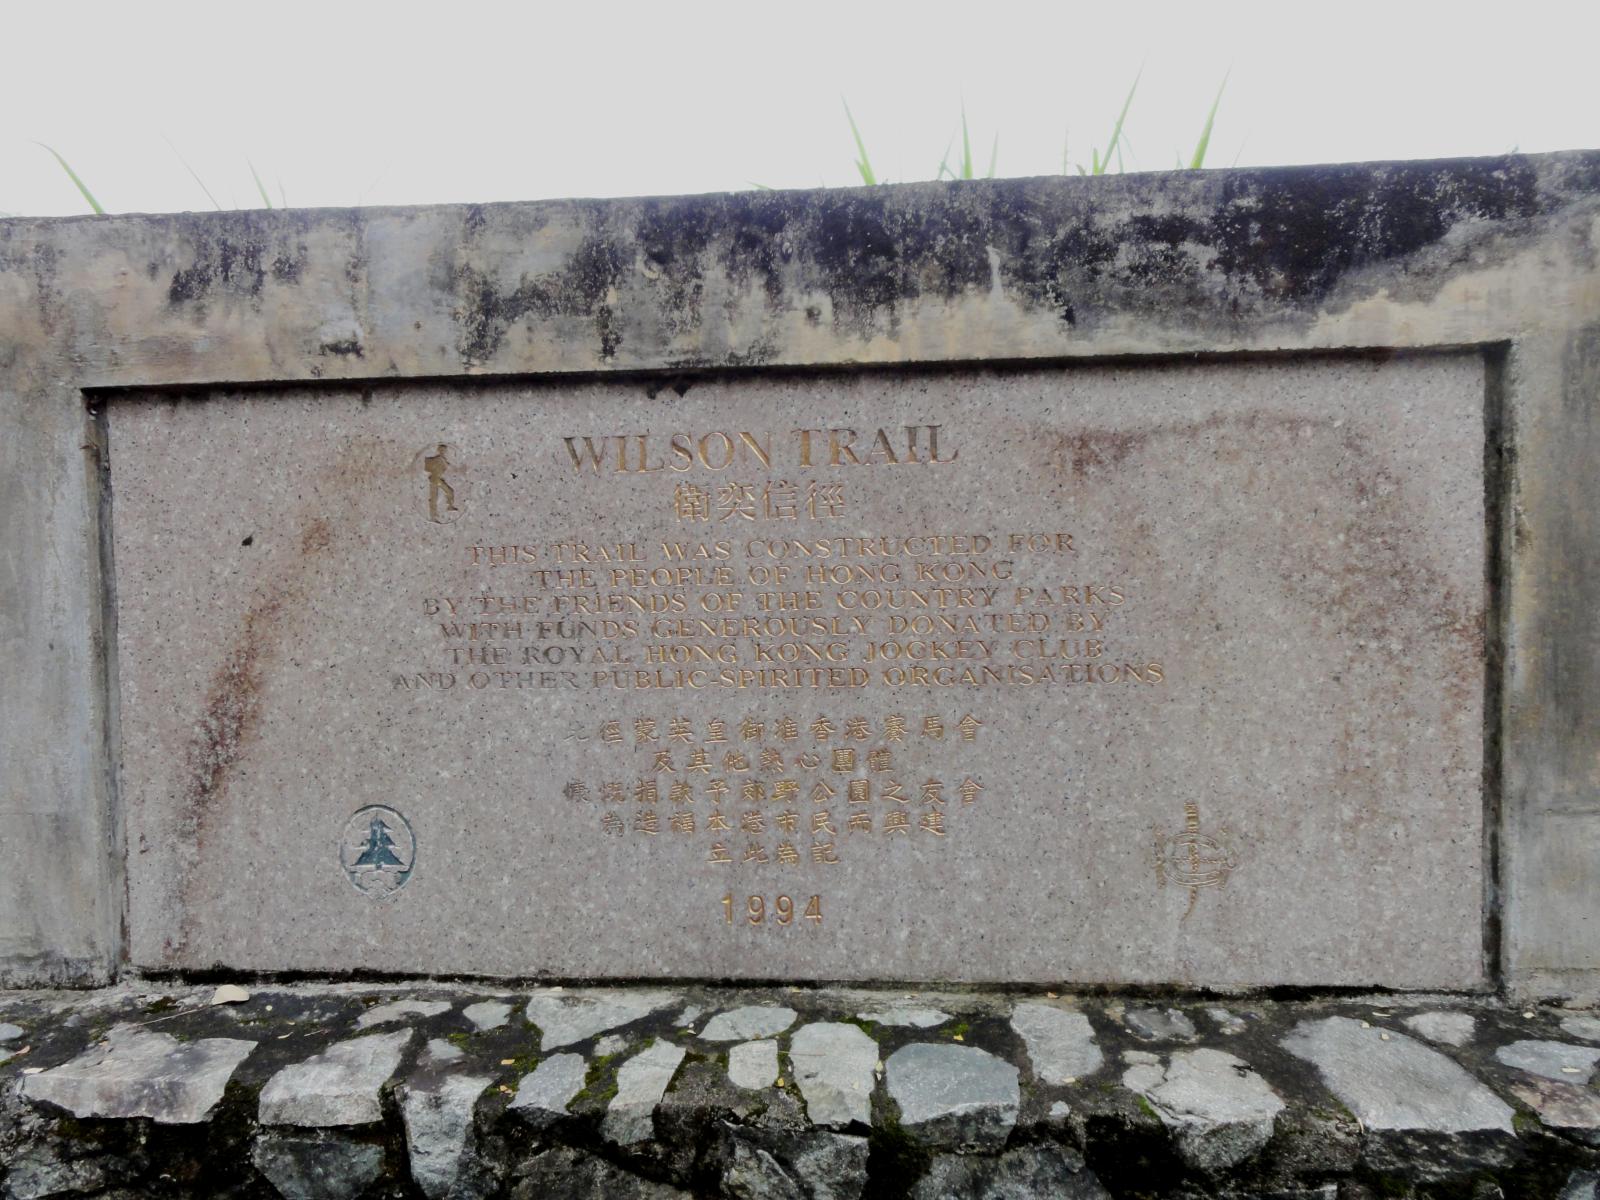 WILSON TRAIL
衛奕信徑
THIS TRAIL WAS CONSTRUCTED FOR
THE PEOPLE OF HONG KONG
BY THE FRIENDS OF THE COUNTRY PARKS
WITH FUNDS GENEROUSLY DONATED BY
THE ROYAL HONG KONG JOCKEY CLUB
AND OTHER PUBLIC-SPIRITED ORGANISATIONS
此徑蒙英皇御准香港賽馬會
及其他熱心團體
慷慨捐款予郊野公園之友會
為造福本港市民而興建
立此為記
1994